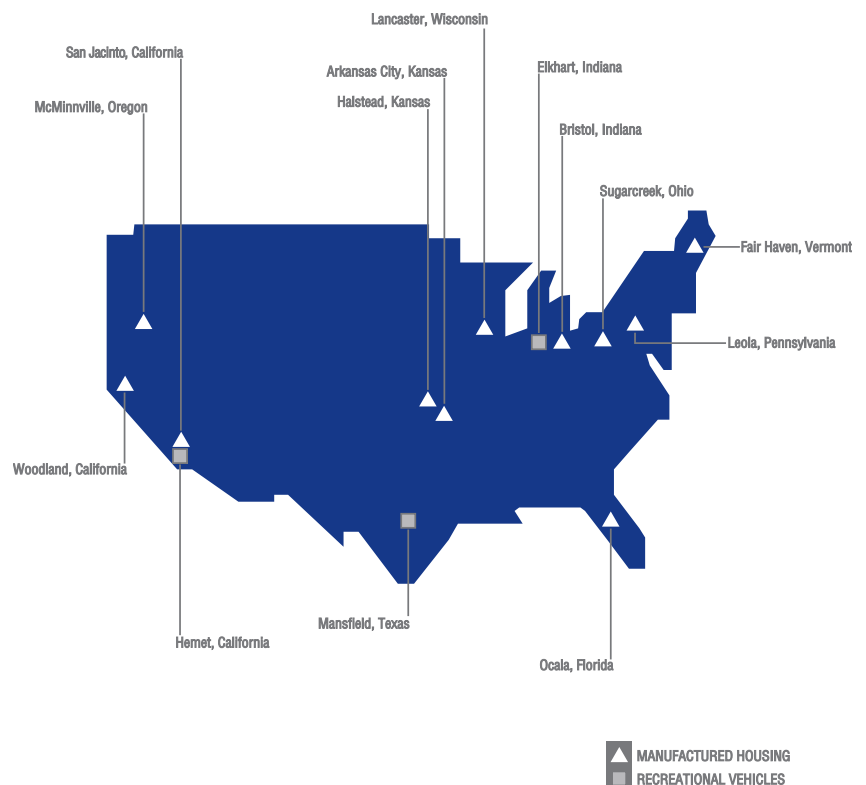 Lancaster, Wisconsin
San Jacinto, California
Arkansas City, Kansas
Elkhart, Indiana
Halstead, Kansas
McMinnville, Oregon
Bristol, Indiana
Sugarcreek, Ohio
Fair Haven, Vermont
Leola, Pennsylvania
Woodland, California
Mansfield, Texas
Hemet, California
Ocala, Florida
MANUFACTURED HOUSING
RECREATIONAL VEHICLES